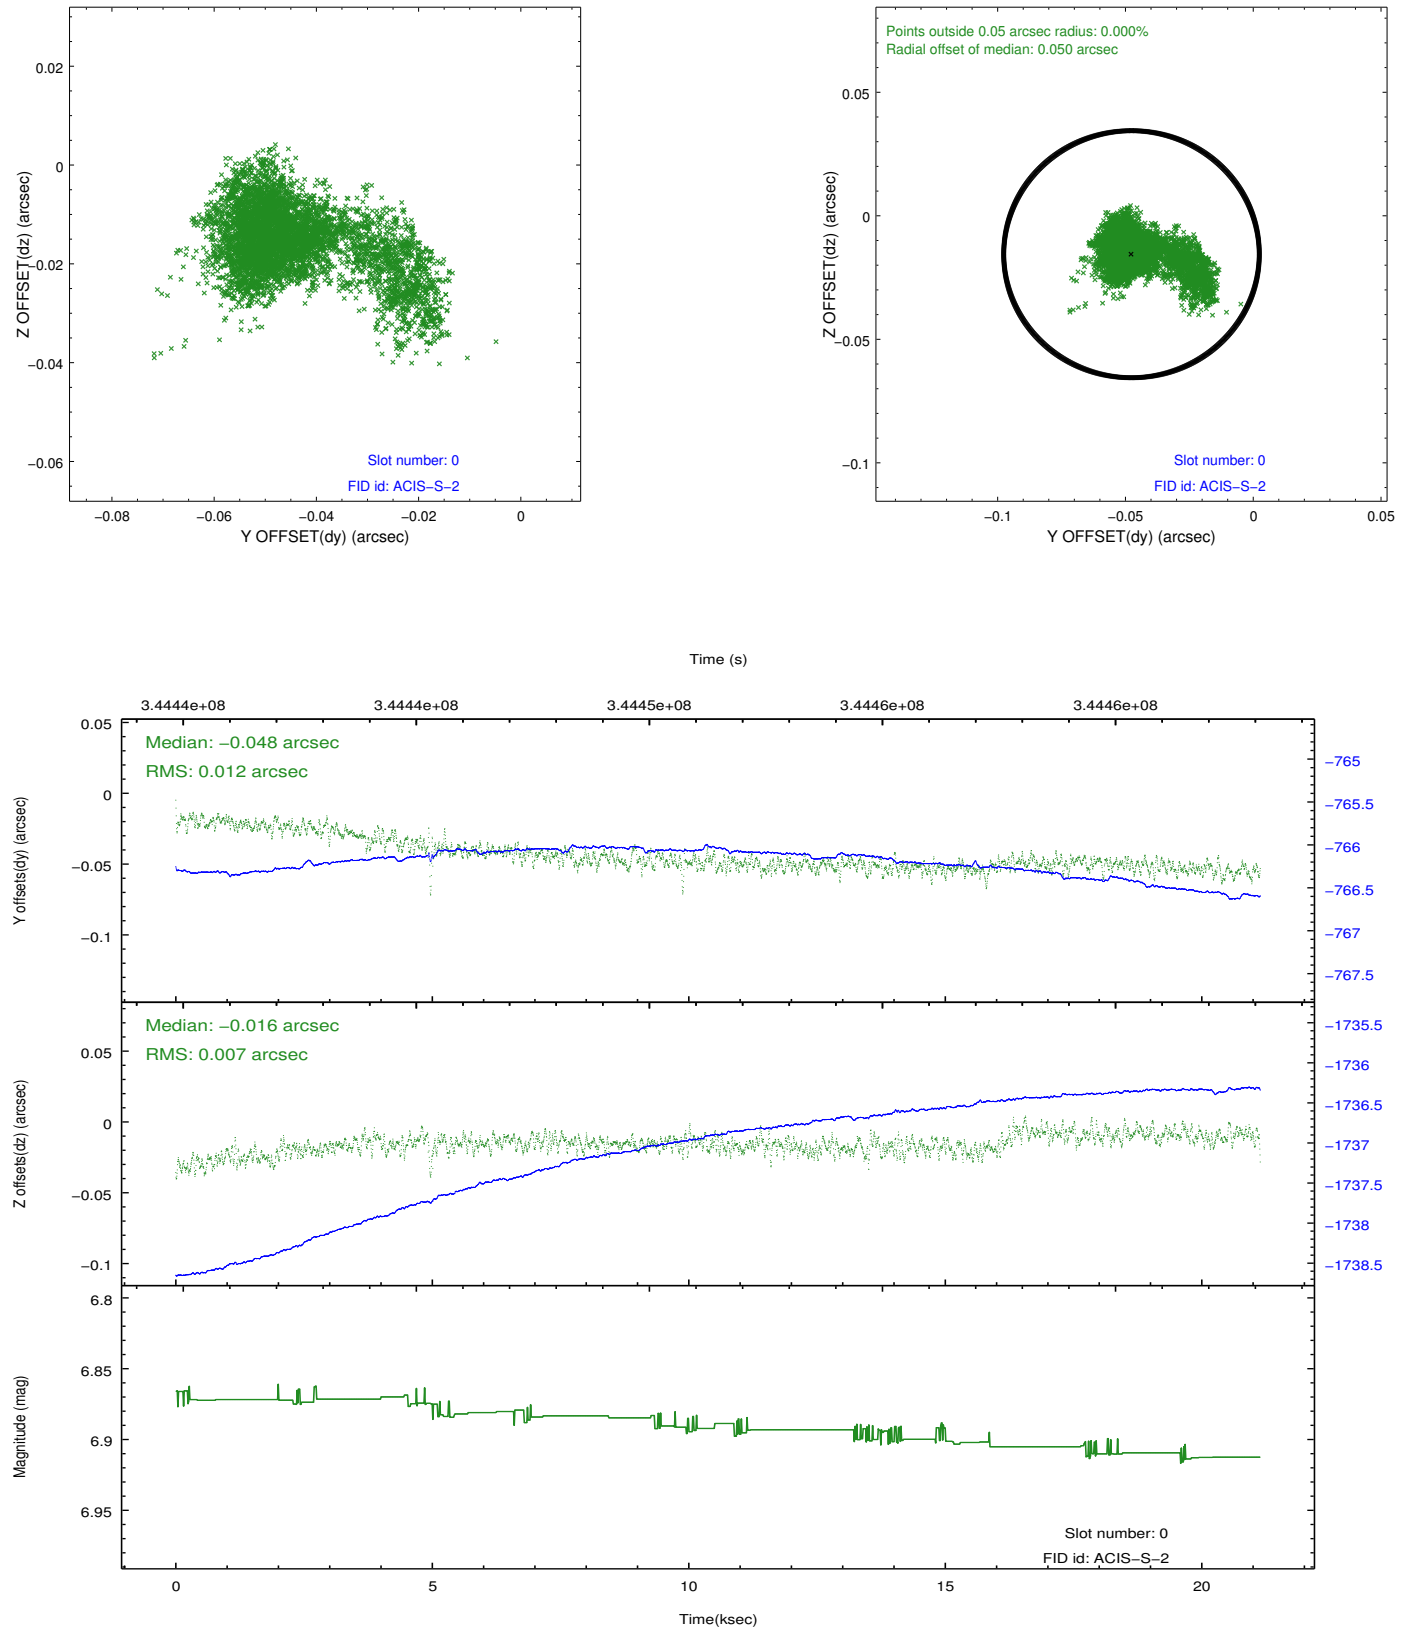 0.02
0
−0.02
−0.04
−0.06
Z OFFSET(dz) (arcsec)
Slot number: 0
FID id: ACIS−S−2
−0.08
−0.06
−0.04
−0.02
0
Y OFFSET(dy) (arcsec)
Points outside 0.05 arcsec radius: 0.000%
Radial offset of median: 0.050 arcsec
0.05
0
−0.05
−0.1
Z OFFSET(dz) (arcsec)
Slot number: 0
FID id: ACIS−S−2
−0.1
−0.05
0
0.05
Y OFFSET(dy) (arcsec)
Time (s)
3.4444e+08
3.4444e+08
3.4445e+08
3.4446e+08
3.4446e+08
0.05
0
−0.05
−0.1
Y offsets(dy) (arcsec)
Median: −0.048 arcsec
RMS: 0.012 arcsec
−765
−765.5
−766
−766.5
−767
−767.5
0.05
0
−0.05
−0.1
Z offsets(dz) (arcsec)
Median: −0.016 arcsec
RMS: 0.007 arcsec
−1735.5
−1736
−1736.5
−1737
−1737.5
−1738
−1738.5
6.8
6.85
6.9
6.95
Magnitude (mag)
Slot number: 0
FID id: ACIS−S−2
0
5
10
15
20
Time(ksec)